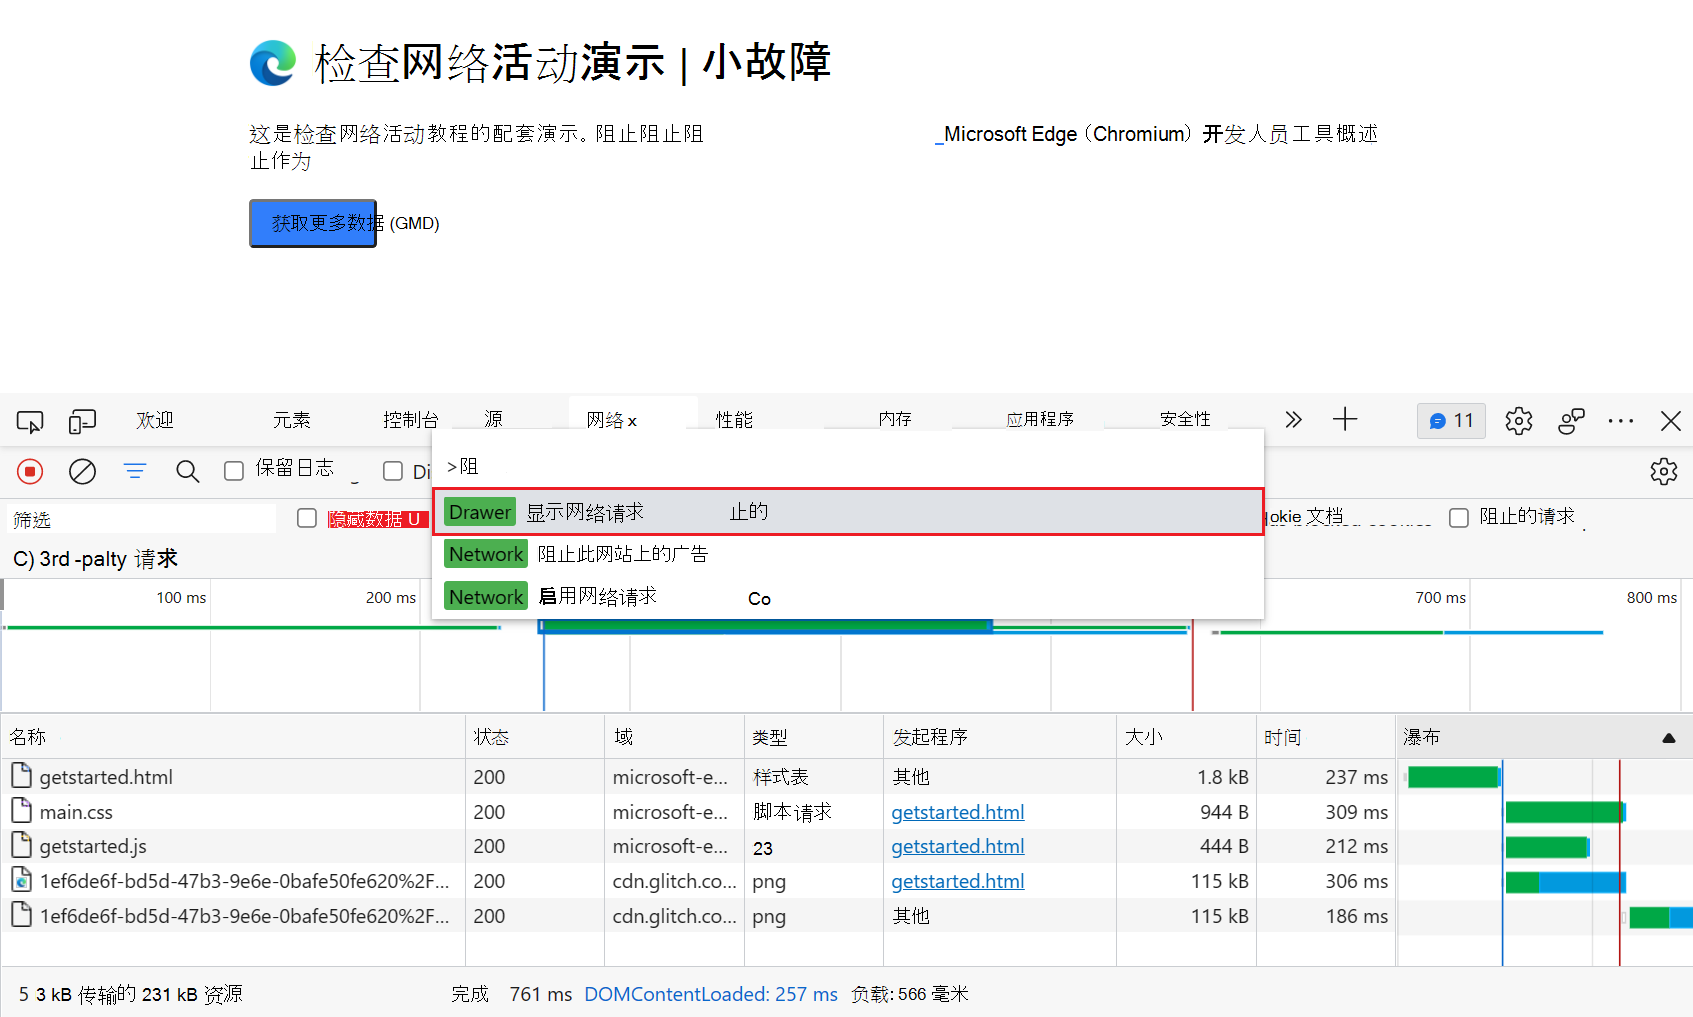 检查网络活动演示 | 小故障
这是检查网络活动教程的配套演示。阻止阻止阻
止作为
_Microsoft Edge (Chromium) 开发人员工具概述
获取更多数据 (GMD)
欢迎 元素 控制台 源 网络 x 性能 内存 应用程序 安全性 11
保留日志 Di
>阻
筛选 隐藏数据 U
Drawer 显示网络请求 止的
okie 文档 阻止的请求
Network 阻止此网站上的广告
C) 3rd -palty 请求
Network 启用网络请求 Co
100 ms 200 ms 700 ms 800 ms
名称 状态 域 类型 发起程序 大小 时间 瀑布
getstarted.html 200 microsoft-e... 样式表 其他 1.8 kB 237 ms
main.css 200 microsoft-e... 脚本请求 getstarted.html 944 B 309 ms
getstarted.js 200 microsoft-e... 23 getstarted.html 444 B 212 ms
1ef6de6f-bd5d-47b3-9e6e-0bafe50fe620%2F... 200 cdn.glitch.co... png getstarted.html 115 kB 306 ms
1ef6de6f-bd5d-47b3-9e6e-0bafe50fe620%2F... 200 cdn.glitch.co... png 其他 115 kB 186 ms
5 3 kB 传输的 231 kB 资源 完成 761 ms DOMContentLoaded: 257 ms 负载: 566 毫米